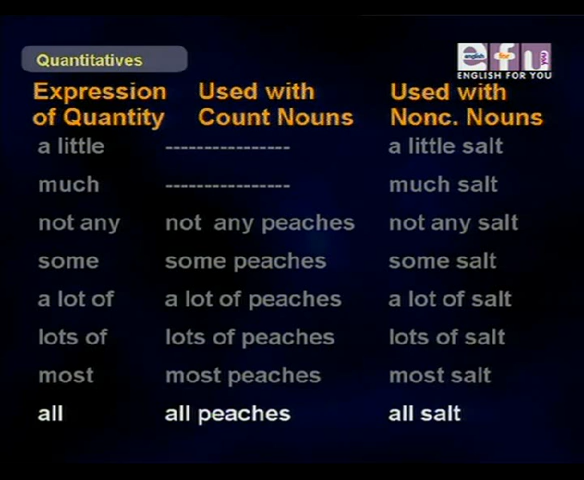 Quantitatives
english for you
ENGLISH FOR YOU
Expression of Quantity Used with Count Nouns Used with Nonc. Nouns
a little ---------------- a little salt
much ---------------- much salt
not any not any peaches not any salt
some some peaches some salt
a lot of a lot of peaches a lot of salt
lots of lots of peaches lots of salt
most most peaches most salt
all all peaches all salt